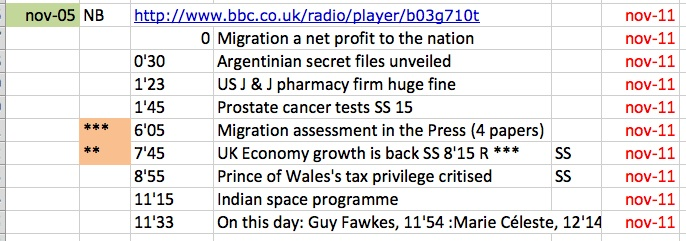 nov-05 NB http://www.bbc.co.uk/radio/player/b03g710t nov-11
0 Migration a net profit to the nation nov-11
0'30 Argentinian secret files unveiled nov-11
1'23 US J & J pharmacy firm huge fine nov-11
1'45 Prostate cancer tests SS 15 nov-11
*** 6'05 Migration assessment in the Press (4 papers) nov-11
** 7'45 UK Economy growth is back SS 8'15 R *** SS nov-11
8'55 Prince of Wales's tax privilege critised SS nov-11
11'15 Indian space programme nov-11
11'33 On this day: Guy Fawkes, 11'54 :Marie Céleste, 12'14 nov-11